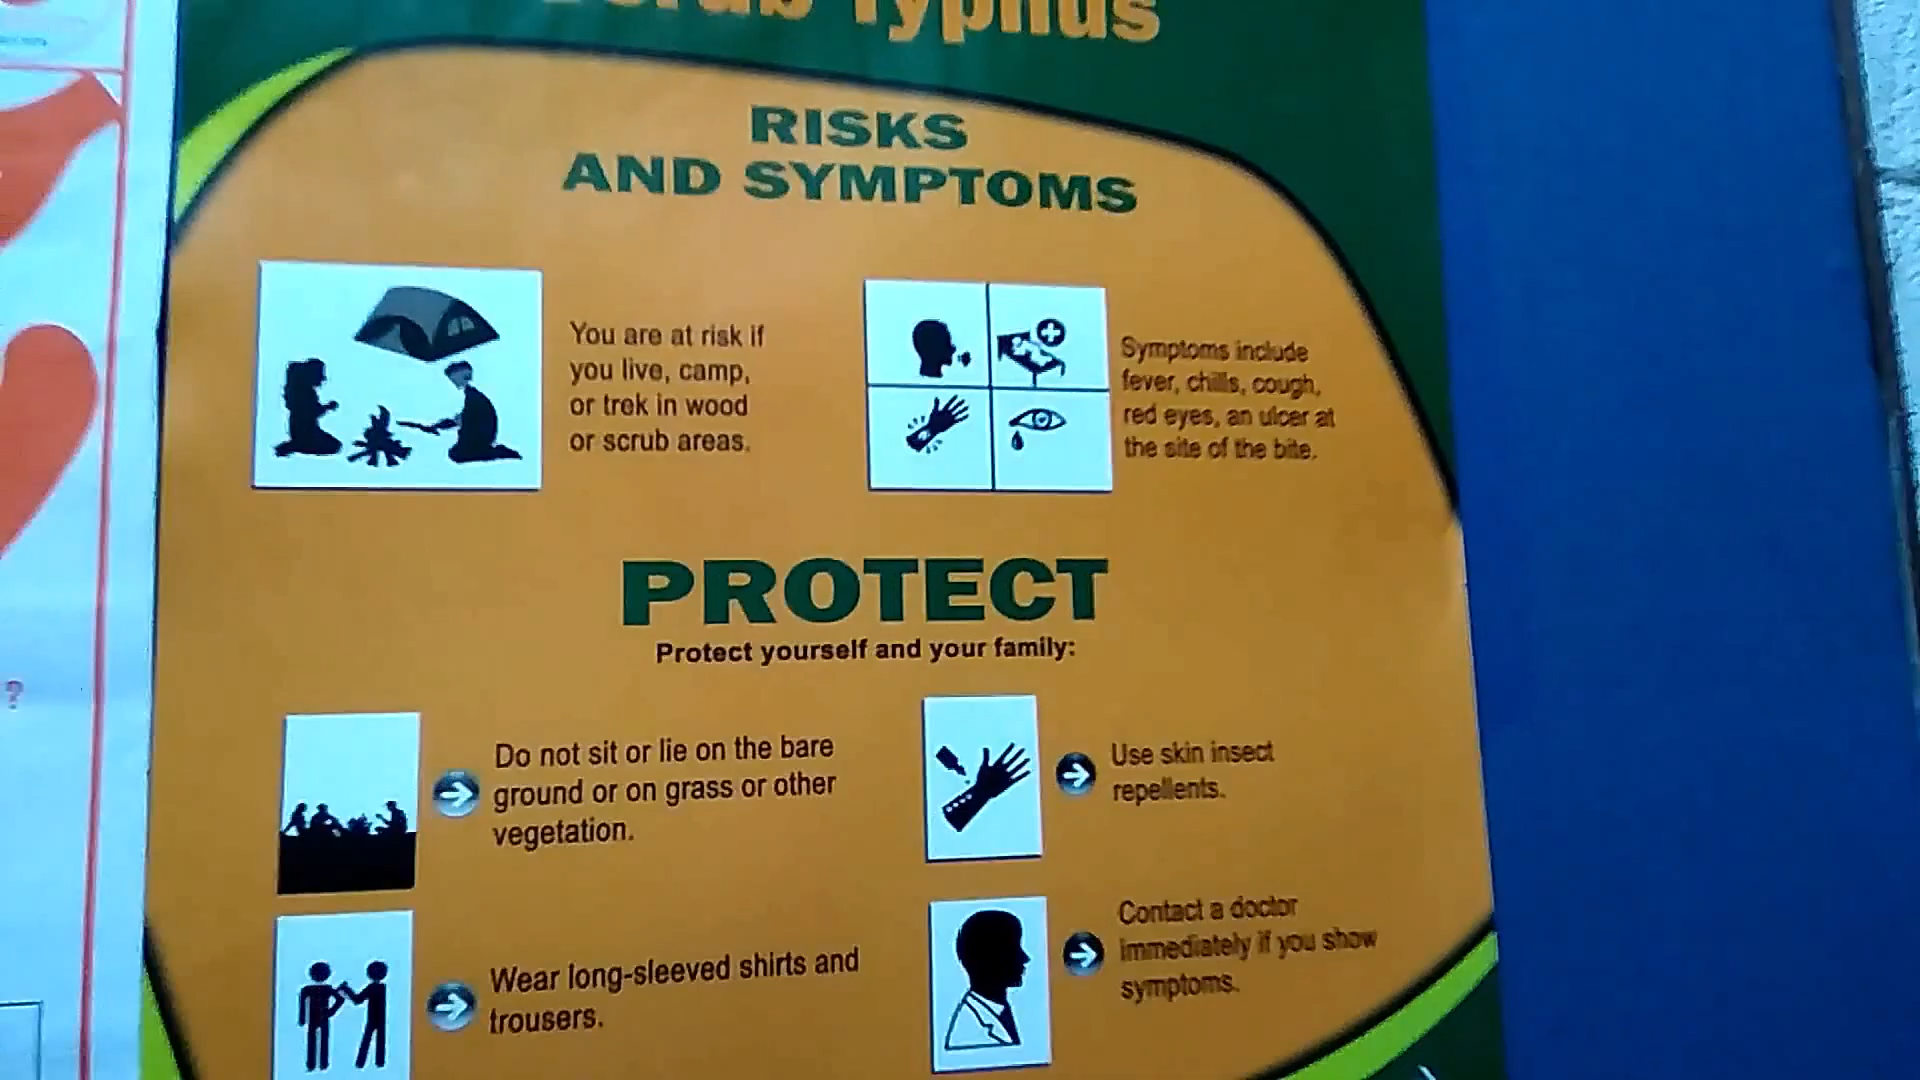 Scrub Typhus
RISKS
AND SYMPTOMS
You are at risk if
you live, camp,
or trek in wood
or scrub areas.
Symptoms include
fever, chills, cough,
red eyes, an ulcer at
the site of the bite.
PROTECT
Protect yourself and your family:
Do not sit or lie on the bare
ground or on grass or other
vegetation.
Use skin insect
repellents.
Wear long-sleeved shirts and
trousers.
Contact a doctor
immediately if you show
symptoms.
?